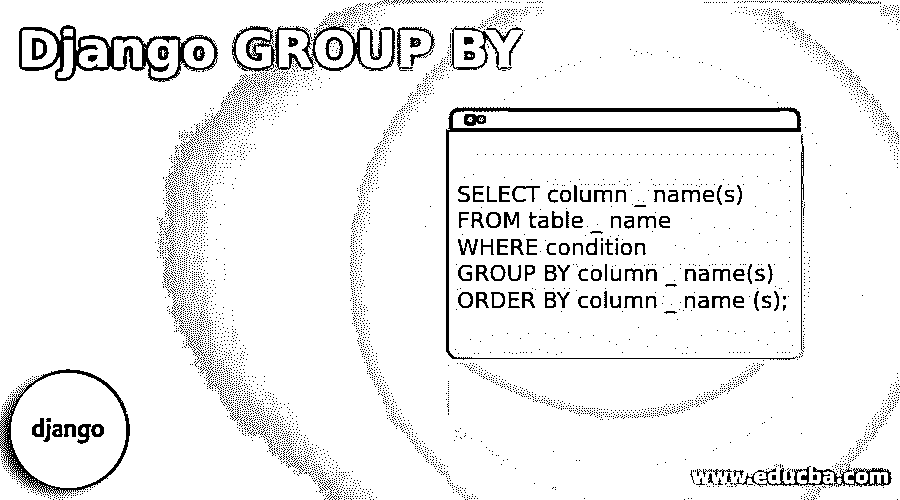 Django GROUP BY
SELECT column _ name(s)
FROM table _ name
WHERE condition
GROUP BY column _ name(s)
ORDER BY column _ name (s);
django
www.educba.com